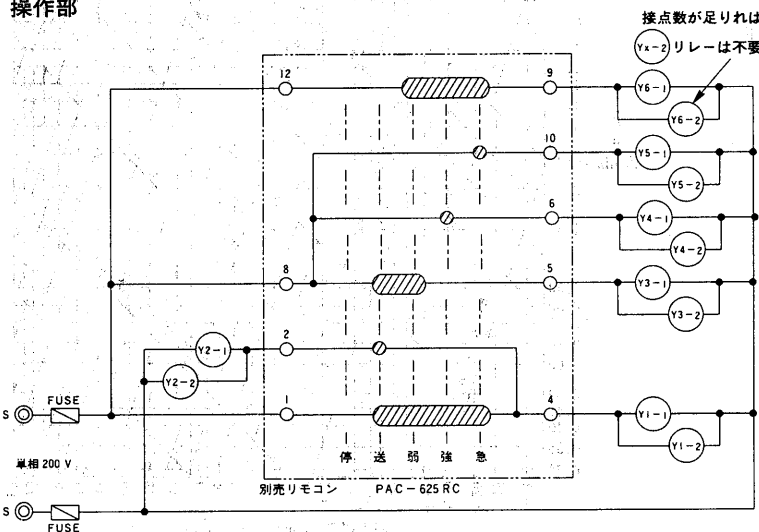 操作部
接点数が足りれば
Yx-2 リレーは不要
12
9
Y6-1
Y6-2
10
Y5-1
Y5-2
6
Y4-1
Y4-2
8
5
Y3-1
Y3-2
2
Y2-1
Y2-2
S
FUSE
1
4
Y1-1
Y1-2
停 送 弱 強 急
単相 200 V
別売リモコン PAC-625RC
S
FUSE